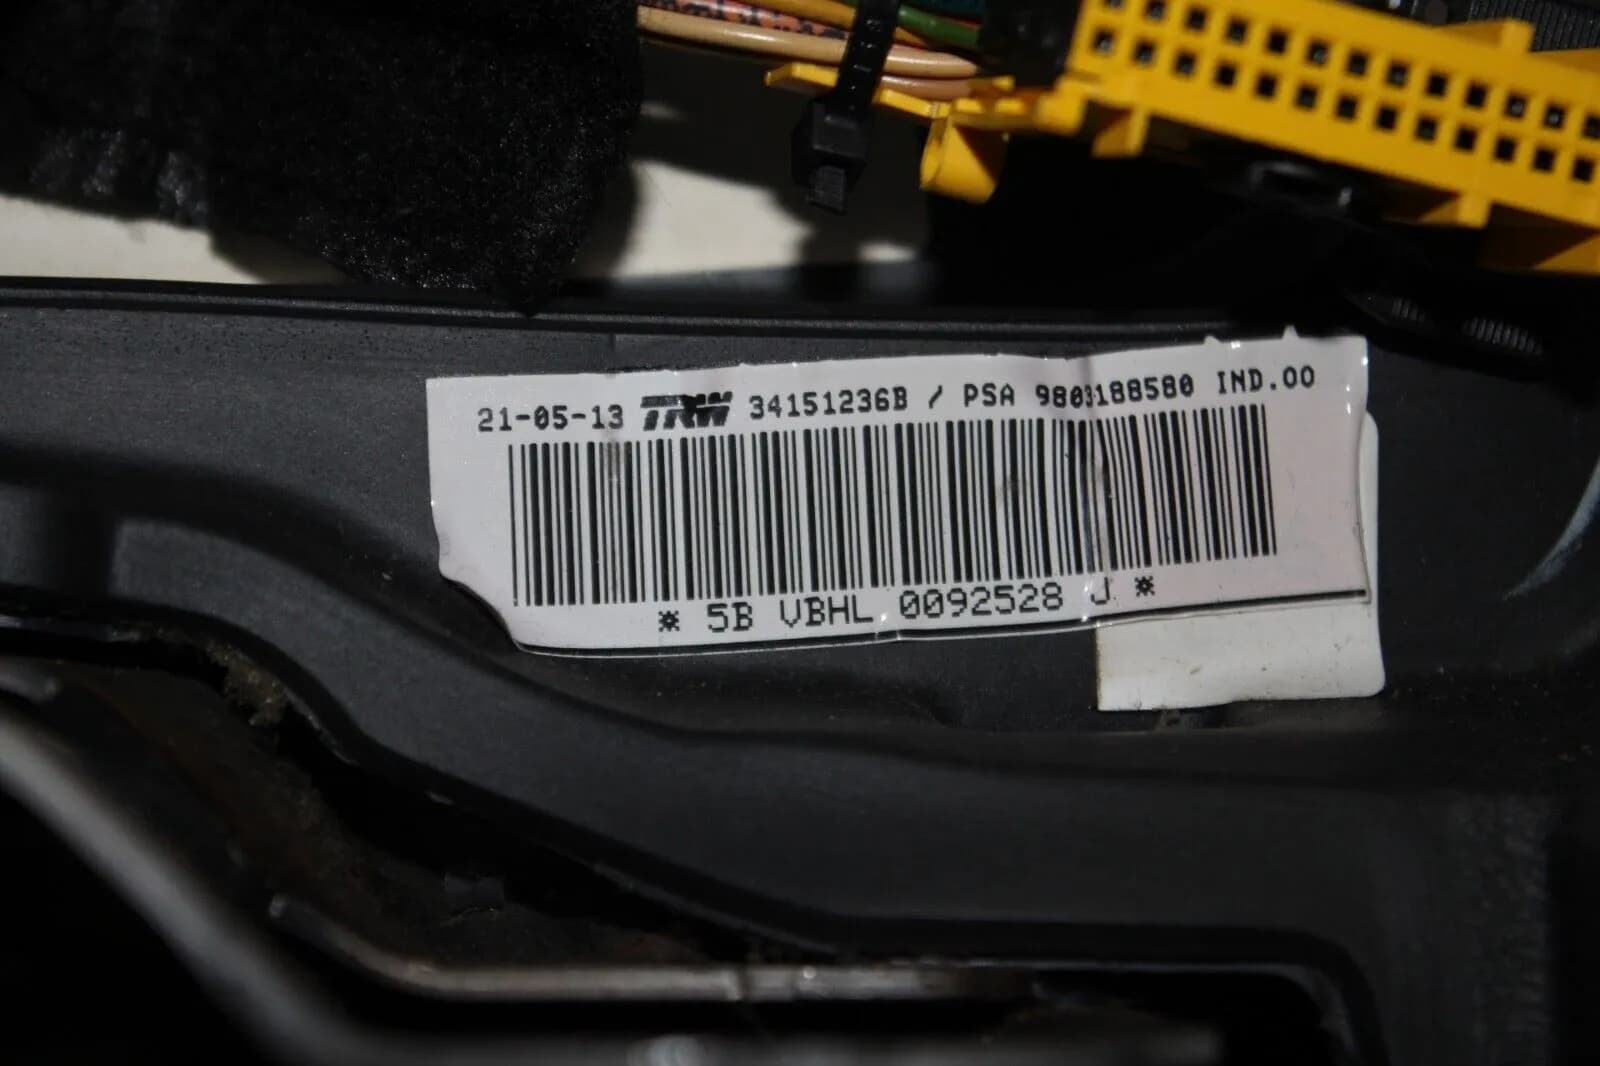 21-05-13 TRW 34151236B / PSA 9803188580 IND.00
* 5B VBHL 0092528 J *